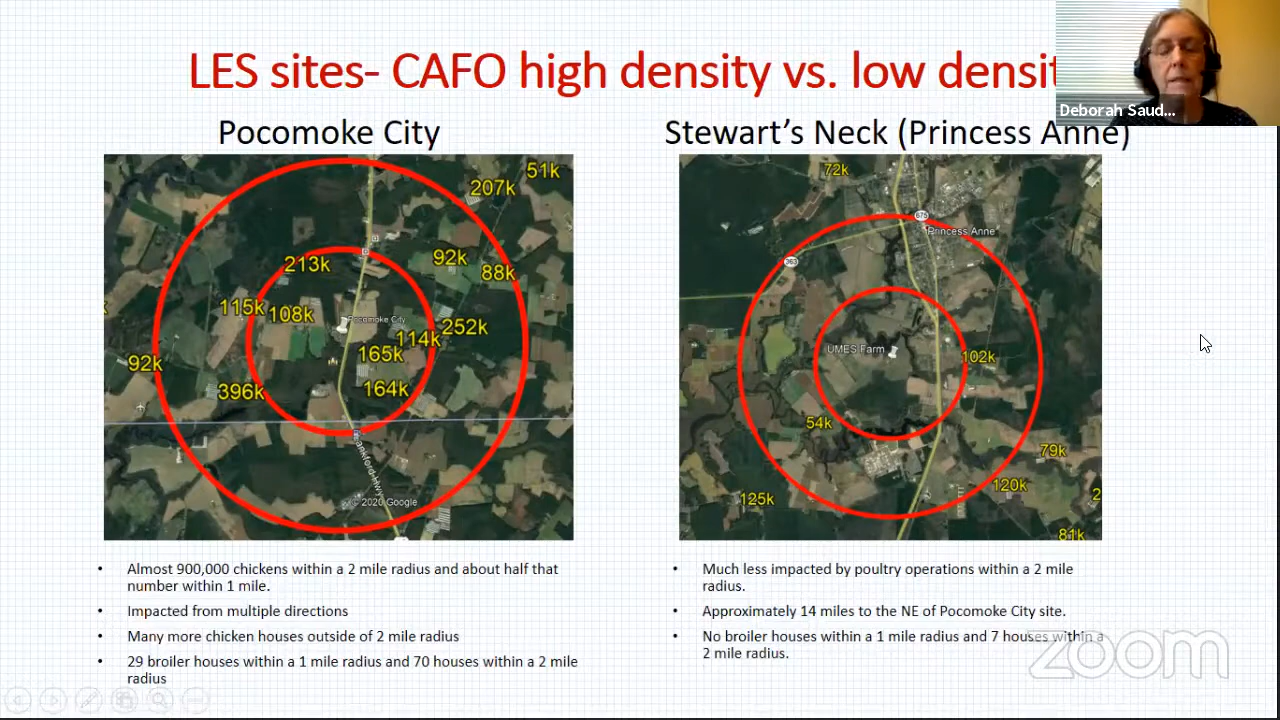 LES sites- CAFO high density vs. low densit
Deborah Saud...
Pocomoke City
Stewart's Neck (Princess Anne)
51k
207k
213k
92k
88k
115k
108k
Pocomoke City
252k
114k
165k
92k
164k
396k
© 2020 Google
72k
675
Princess Anne
363
UMES Farm
102k
54k
79k
120k
125k
2
81k
• Almost 900,000 chickens within a 2 mile radius and about half that
number within 1 mile.
• Impacted from multiple directions
• Many more chicken houses outside of 2 mile radius
• 29 broiler houses within a 1 mile radius and 70 houses within a 2 mile
radius
• Much less impacted by poultry operations within a 2 mile
radius.
• Approximately 14 miles to the NE of Pocomoke City site.
• No broiler houses within a 1 mile radius and 7 houses within a
2 mile radius.
zoom